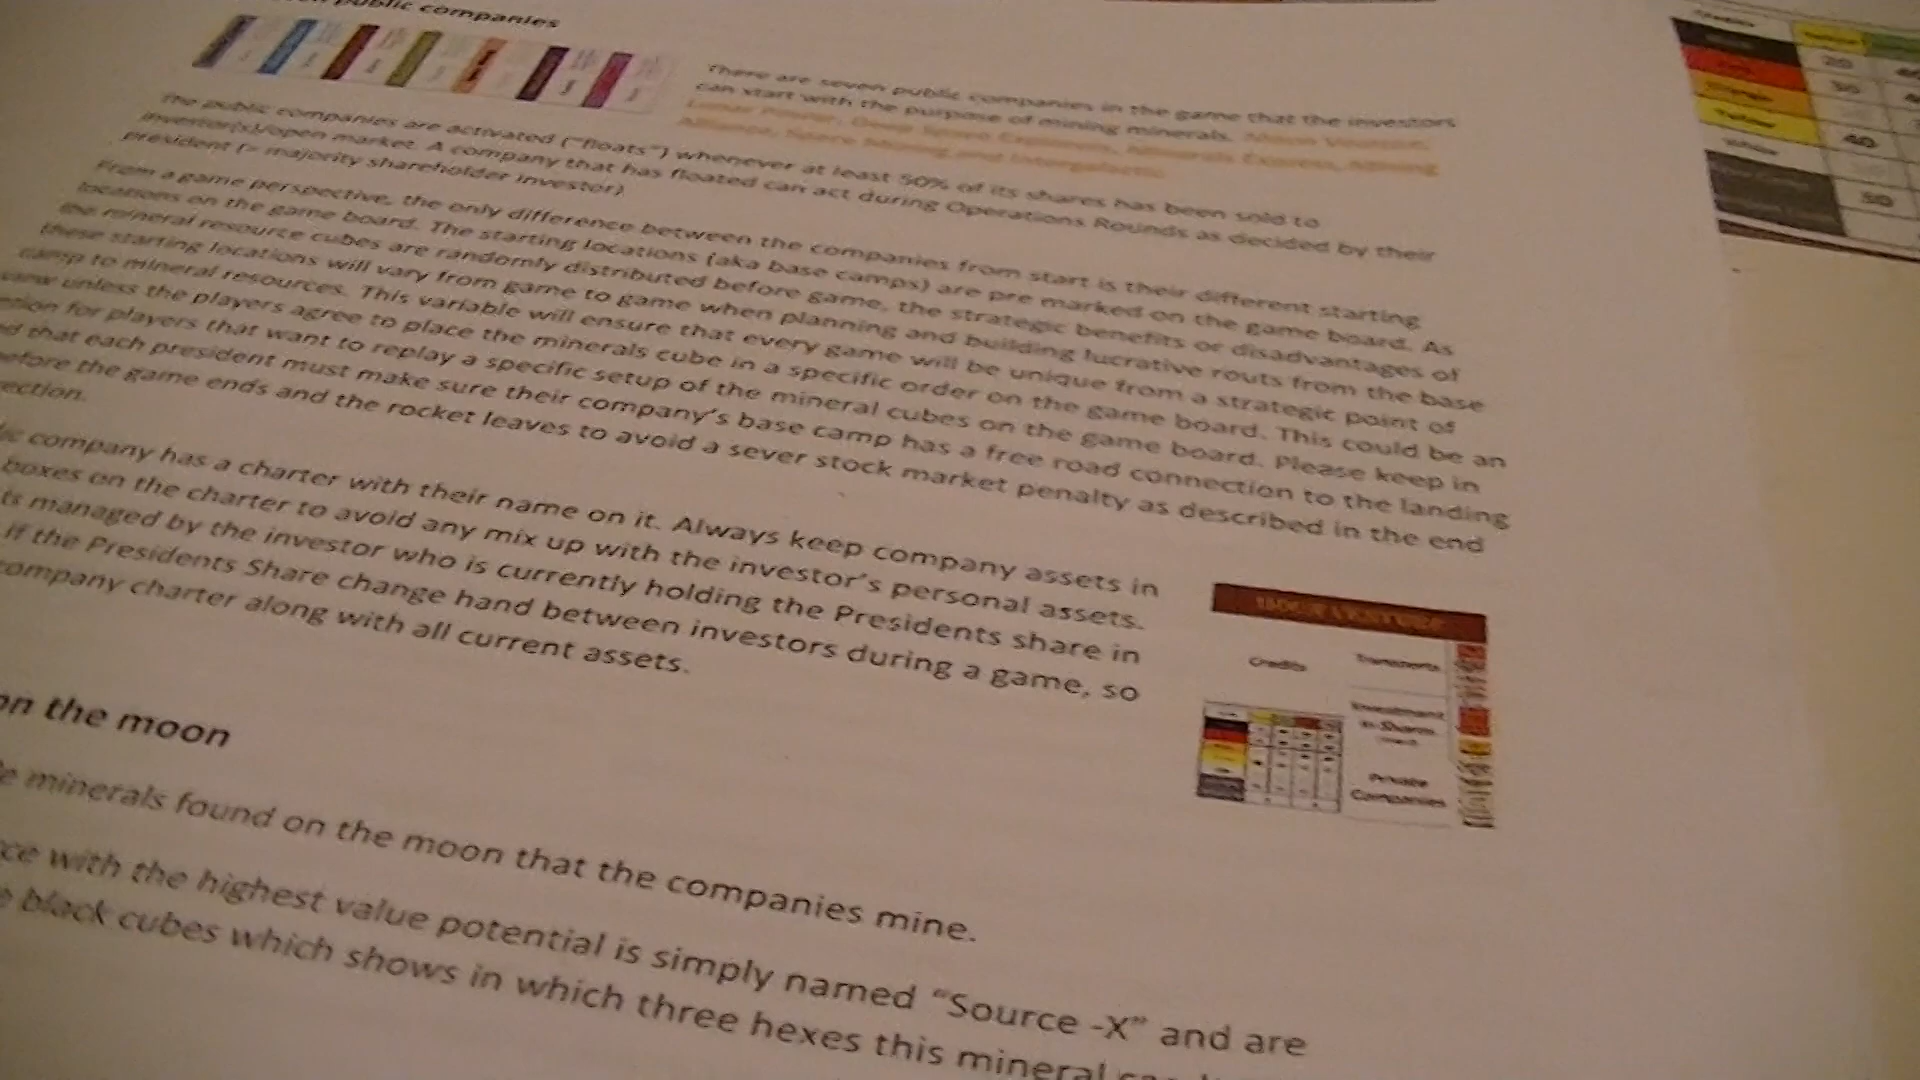 public companies
There are seven public companies in the game that the investors
can start with the purpose of mining minerals.
The public companies are activated ("floats") whenever at least 50% of its shares has been sold to
investor(s)/open market. A company that has floated can act during Operations Rounds as decided by their
president (= majority shareholder investor)
From a game perspective, the only difference between the companies from start is their different starting
locations on the game board. The starting locations (aka base camps) are pre marked on the game board. As
the mineral resource cubes are randomly distributed before game, the strategic benefits or disadvantages of
these starting locations will vary from game to game when planning and building lucrative routs from the base
camp to mineral resources. This variable will ensure that every game will be unique from a strategic point of
view unless the players agree to place the minerals cube in a specific order on the game board. This could be an
for players that want to replay a specific setup of the mineral cubes on the game board. Please keep in
that each president must make sure their company's base camp has a free road connection to the landing
before the game ends and the rocket leaves to avoid a sever stock market penalty as described in the end
company has a charter with their name on it. Always keep company assets in
boxes on the charter to avoid any mix up with the investor's personal assets.
managed by the investor who is currently holding the Presidents share in
If the Presidents Share change hand between investors during a game, so
company charter along with all current assets.
Credits
Investment
in Shares
Private
Companies
on the moon
minerals found on the moon that the companies mine.
with the highest value potential is simply named "Source -X" and are
black cubes which shows in which three hexes this mineral